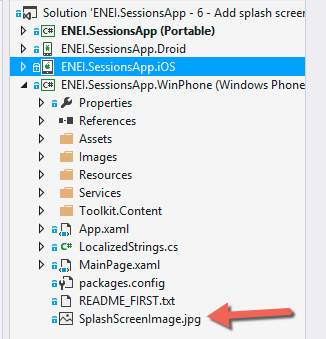 Solution 'ENEI.SessionsApp - 6 - Add splash screen
C# ENEI.SessionsApp (Portable)
ENEI.SessionsApp.Droid
ENEI.SessionsApp.iOS
C# ENEI.SessionsApp.WinPhone (Windows Phone
Properties
References
Assets
Images
Resources
Services
Toolkit.Content
App.xaml
C# LocalizedStrings.cs
MainPage.xaml
packages.config
README_FIRST.txt
SplashScreenImage.jpg